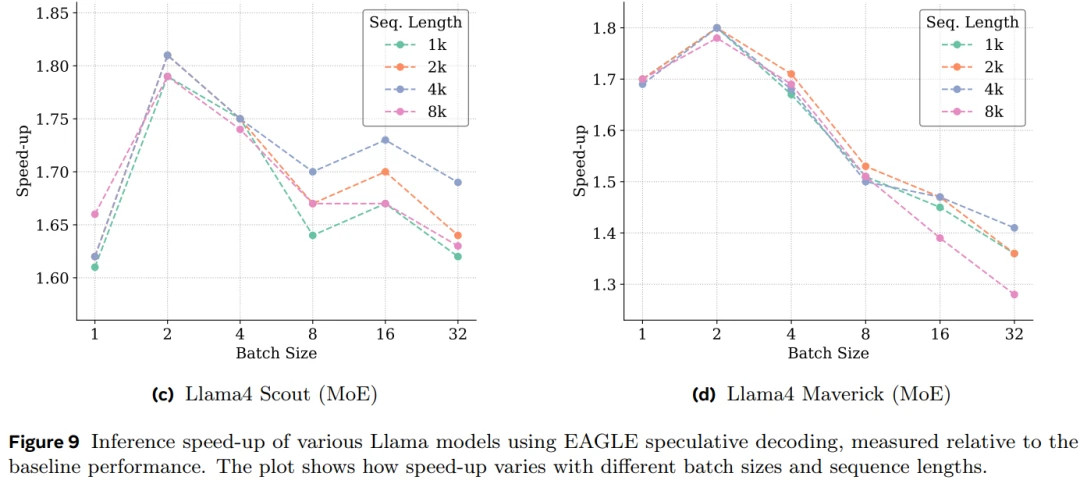 1.85
1.80
1.75
1.70
1.65
1.60
Speed-up
Seq. Length
1k
2k
4k
8k
1 2 4 8 16 32
Batch Size
(c) Llama4 Scout (MoE)
1.8
1.7
1.6
1.5
1.4
1.3
Speed-up
Seq. Length
1k
2k
4k
8k
1 2 4 8 16 32
Batch Size
(d) Llama4 Maverick (MoE)
Figure 9 Inference speed-up of various Llama models using EAGLE speculative decoding, measured relative to the
baseline performance. The plot shows how speed-up varies with different batch sizes and sequence lengths.